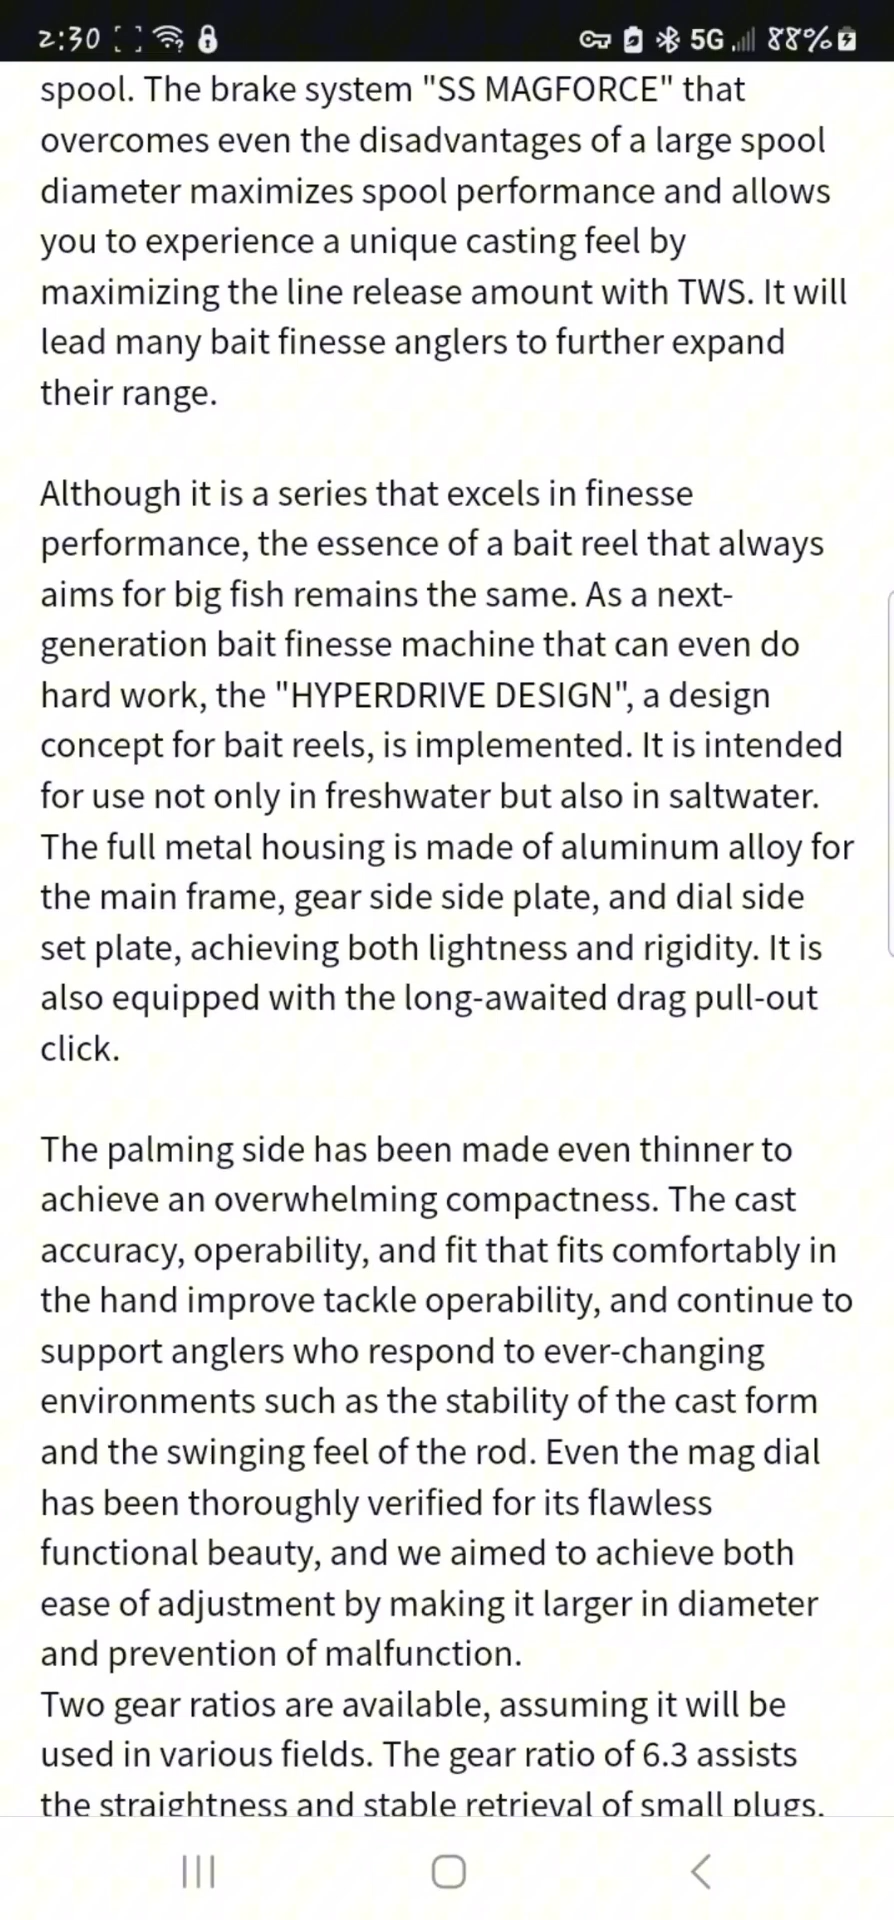 2:30
5G 88%
spool. The brake system "SS MAGFORCE" that
overcomes even the disadvantages of a large spool
diameter maximizes spool performance and allows
you to experience a unique casting feel by
maximizing the line release amount with TWS. It will
lead many bait finesse anglers to further expand
their range.
Although it is a series that excels in finesse
performance, the essence of a bait reel that always
aims for big fish remains the same. As a next-
generation bait finesse machine that can even do
hard work, the "HYPERDRIVE DESIGN", a design
concept for bait reels, is implemented. It is intended
for use not only in freshwater but also in saltwater.
The full metal housing is made of aluminum alloy for
the main frame, gear side side plate, and dial side
set plate, achieving both lightness and rigidity. It is
also equipped with the long-awaited drag pull-out
click.
The palming side has been made even thinner to
achieve an overwhelming compactness. The cast
accuracy, operability, and fit that fits comfortably in
the hand improve tackle operability, and continue to
support anglers who respond to ever-changing
environments such as the stability of the cast form
and the swinging feel of the rod. Even the mag dial
has been thoroughly verified for its flawless
functional beauty, and we aimed to achieve both
ease of adjustment by making it larger in diameter
and prevention of malfunction.
Two gear ratios are available, assuming it will be
used in various fields. The gear ratio of 6.3 assists
the straightness and stable retrieval of small plugs.